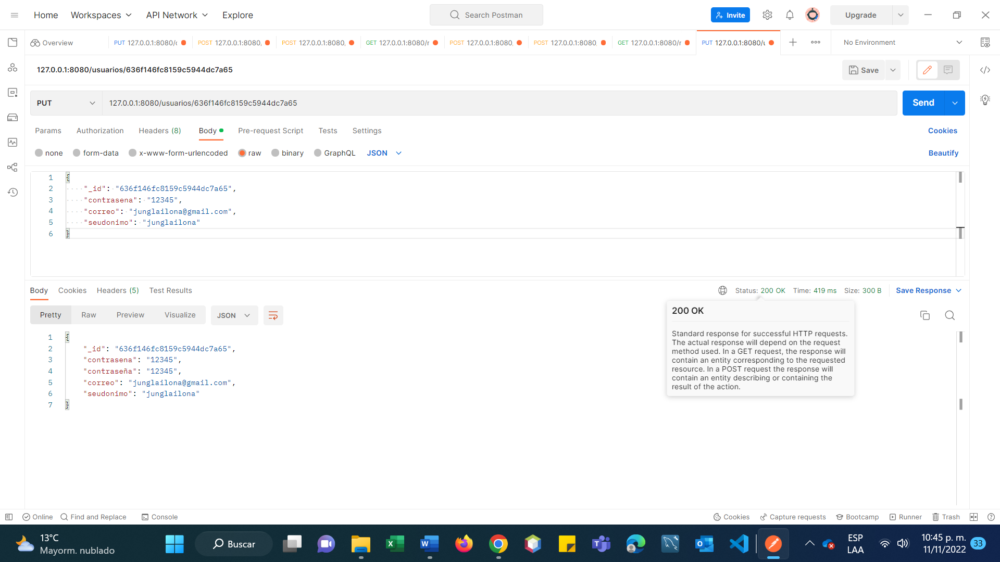 Home Workspaces API Network Explore Search Postman Invite Upgrade
Overview PUT 127.0.0.1:8080/c POST 127.0.0.1:8080, POST 127.0.0.1:8080, GET 127.0.0.1:8080/r POST 127.0.0.1:8080, POST 127.0.0.1:8080, GET 127.0.0.1:8080/r PUT 127.0.0.1:8080/u No Environment
127.0.0.1:8080/usuarios/636f146fc8159c5944dc7a65 Save
PUT 127.0.0.1:8080/usuarios/636f146fc8159c5944dc7a65 Send
Params Authorization Headers (8) Body Pre-request Script Tests Settings Cookies
none form-data x-www-form-urlencoded raw binary GraphQL JSON Beautify
1 {
2 "_id": "636f146fc8159c5944dc7a65",
3 "contrasena": "12345",
4 "correo": "junglailona@gmail.com",
5 "seudonimo": "junglailona"
6 }
Body Cookies Headers (5) Test Results Status: 200 OK Time: 419 ms Size: 300 B Save Response
Pretty Raw Preview Visualize JSON
200 OK
Standard response for successful HTTP requests.
The actual response will depend on the request
method used. In a GET request, the response will
contain an entity corresponding to the requested
resource. In a POST request the response will
contain an entity describing or containing the
result of the action.
1 {
2 "_id": "636f146fc8159c5944dc7a65",
3 "contrasena": "12345",
4 "contraseña": "12345",
5 "correo": "junglailona@gmail.com",
6 "seudonimo": "junglailona"
7 }
Online Find and Replace Console Cookies Capture requests Bootcamp Runner Trash
13°C
Mayorm. nublado
Buscar
ESP
LAA
10:45 p. m.
11/11/2022
33